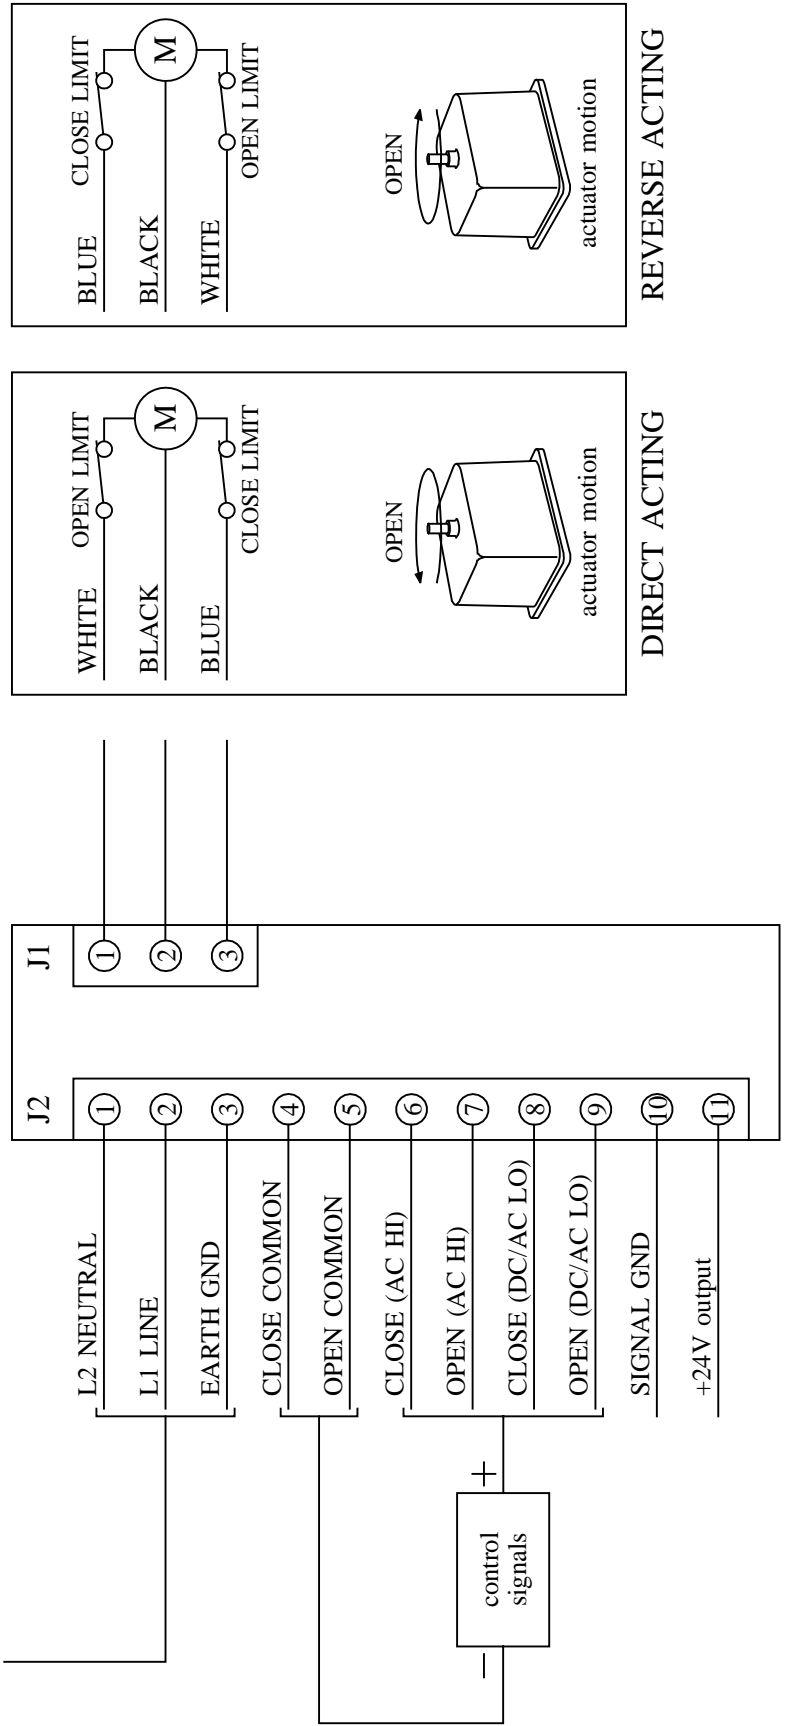 J2
J1
L2 NEUTRAL
1
L1 LINE
2
EARTH GND
3
CLOSE COMMON
4
OPEN COMMON
5
CLOSE (AC HI)
6
OPEN (AC HI)
7
CLOSE (DC/AC LO)
8
OPEN (DC/AC LO)
9
SIGNAL GND
10
+24V output
11
−
control
signals
+
1
2
3
WHITE
OPEN LIMIT
BLACK
M
BLUE
CLOSE LIMIT
OPEN
actuator motion
DIRECT ACTING
BLUE
CLOSE LIMIT
BLACK
M
WHITE
OPEN LIMIT
OPEN
actuator motion
REVERSE ACTING